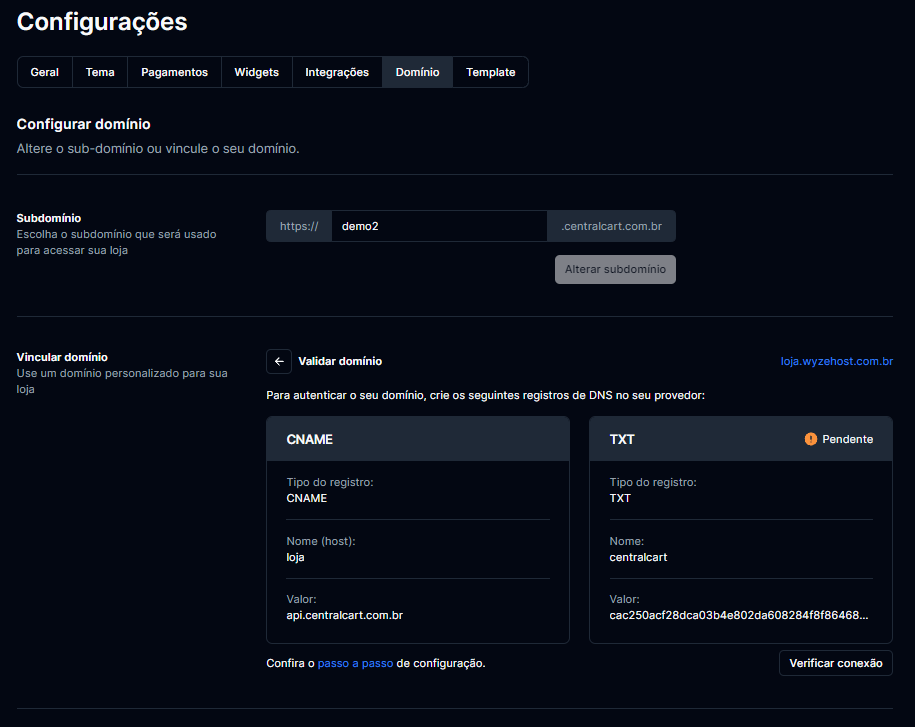 Configurações
Geral
Tema
Pagamentos
Widgets
Integrações
Domínio
Template
Configurar domínio
Altere o sub-domínio ou vincule o seu domínio.
Subdomínio
Escolha o subdomínio que será usado
para acessar sua loja
https://
demo2
.centralcart.com.br
Alterar subdomínio
Vincular domínio
Use um domínio personalizado para sua
loja
Validar domínio
loja.wyzehost.com.br
Para autenticar o seu domínio, crie os seguintes registros de DNS no seu provedor:
CNAME
Tipo do registro:
CNAME
Nome (host):
loja
Valor:
api.centralcart.com.br
TXT
Pendente
Tipo do registro:
TXT
Nome:
centralcart
Valor:
cac250acf28dca03b4e802da608284f8f86468...
Confira o passo a passo de configuração.
Verificar conexão